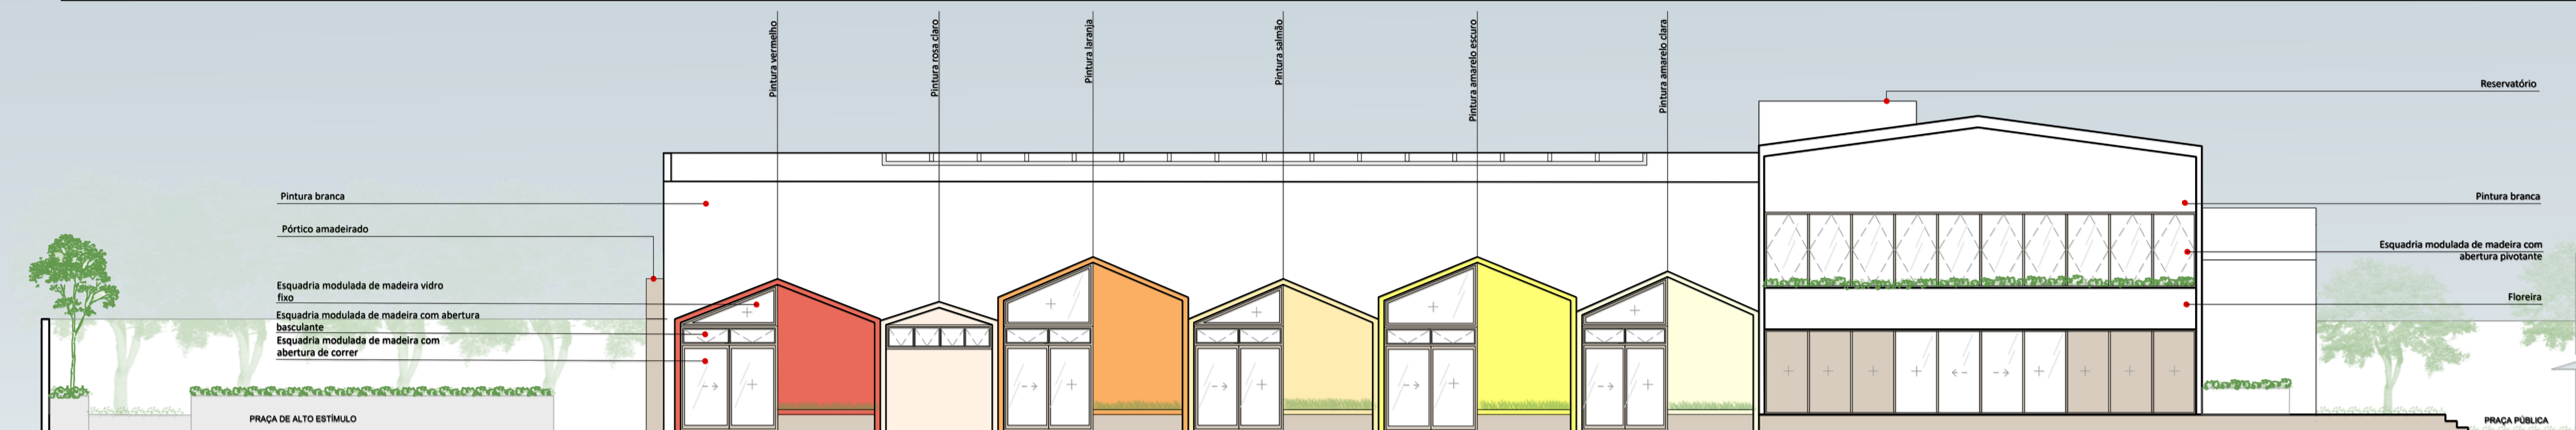 Pintura vermelho
Pintura rosa claro
Pintura laranja
Pintura salmão
Pintura amarelo escuro
Pintura amarelo clara
Reservatório
Pintura branca
Pórtico amadeirado
Esquadria modulada de madeira vidro
fixo
Esquadria modulada de madeira com abertura
basculante
Esquadria modulada de madeira com
abertura de correr
Pintura branca
Esquadria modulada de madeira com
abertura pivotante
Floreira
PRAÇA DE ALTO ESTÍMULO
PRAÇA PÚBLICA